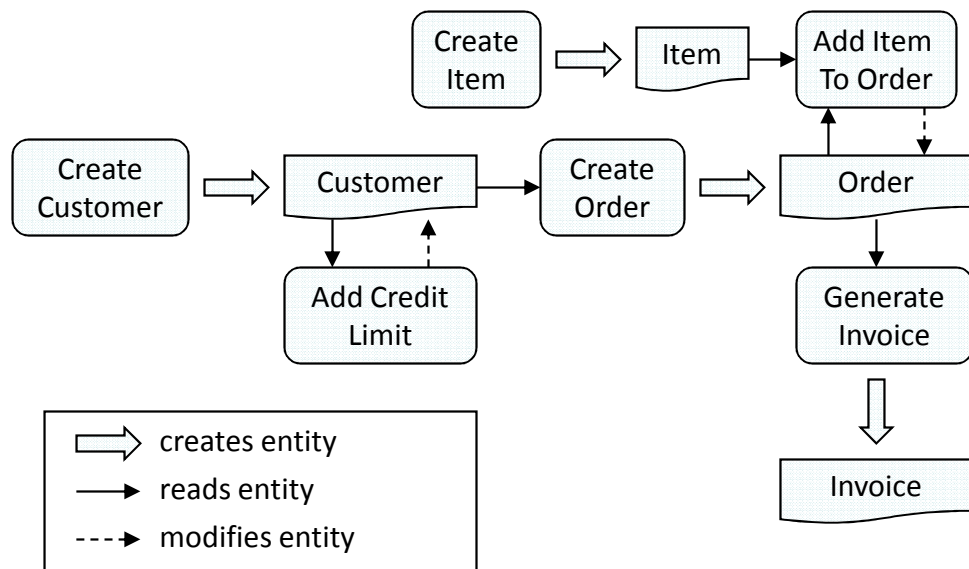 Create
Item
Item
Add Item
To Order
Create
Customer
Customer
Create
Order
Order
Add Credit
Limit
Generate
Invoice
creates entity
reads entity
modifies entity
Invoice